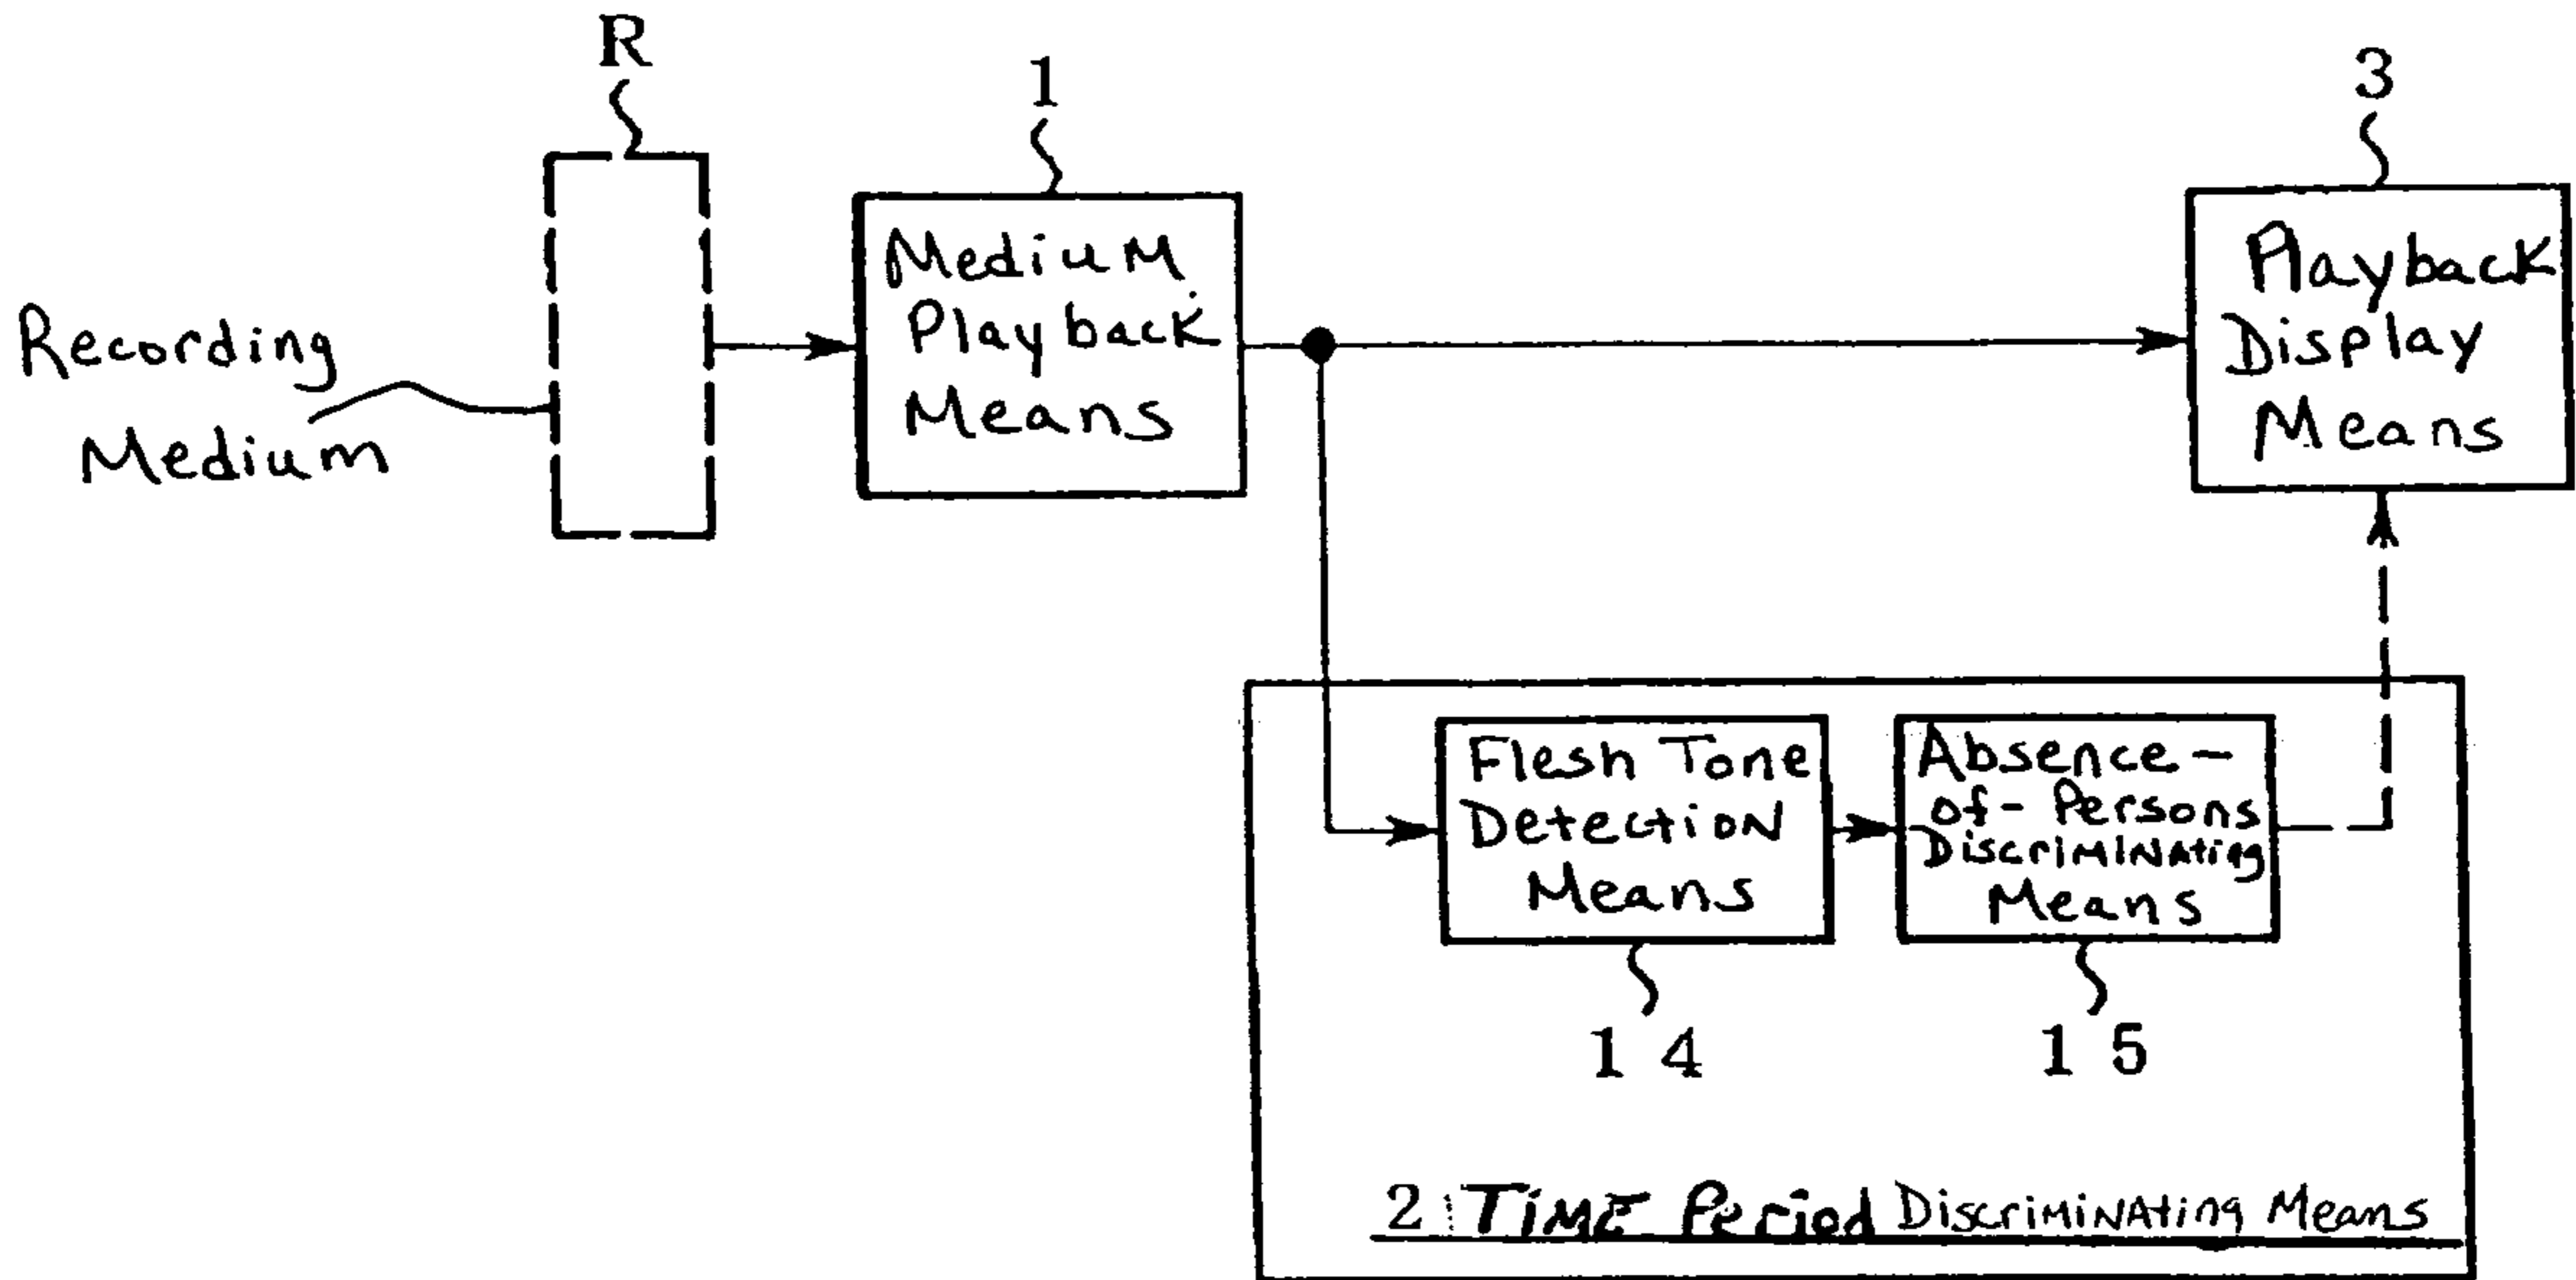 R
1
3
Recording
Medium
Medium
Playback
Means
Playback
Display
Means
Flesh Tone
Detection
Means
Absence-
of-Persons
Discriminating
Means
14
15
2 Time Period Discriminating Means